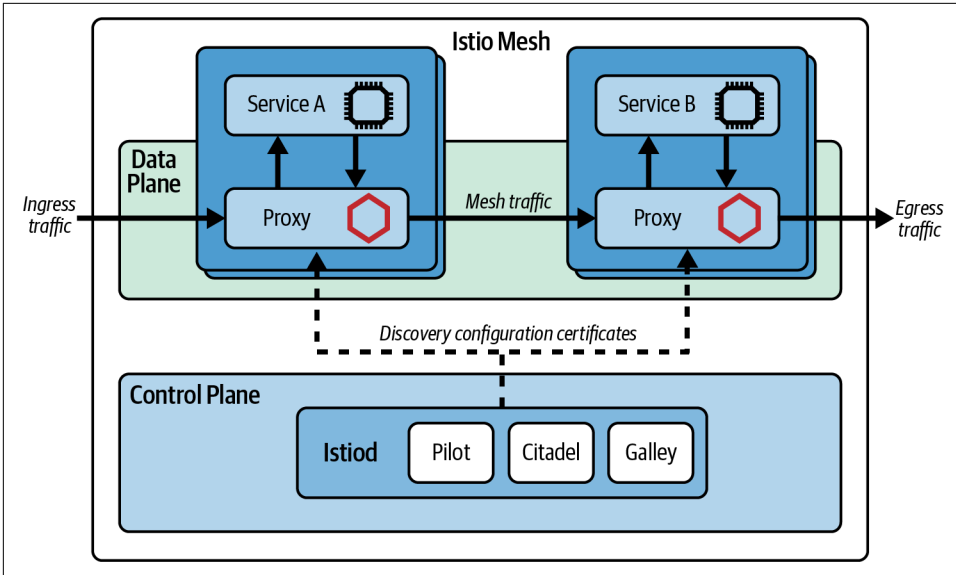 Istio Mesh
Service A
Service B
Data
Plane
Ingress
traffic
Proxy
Mesh traffic
Proxy
Egress
traffic
Discovery configuration certificates
Control Plane
Istiod
Pilot
Citadel
Galley